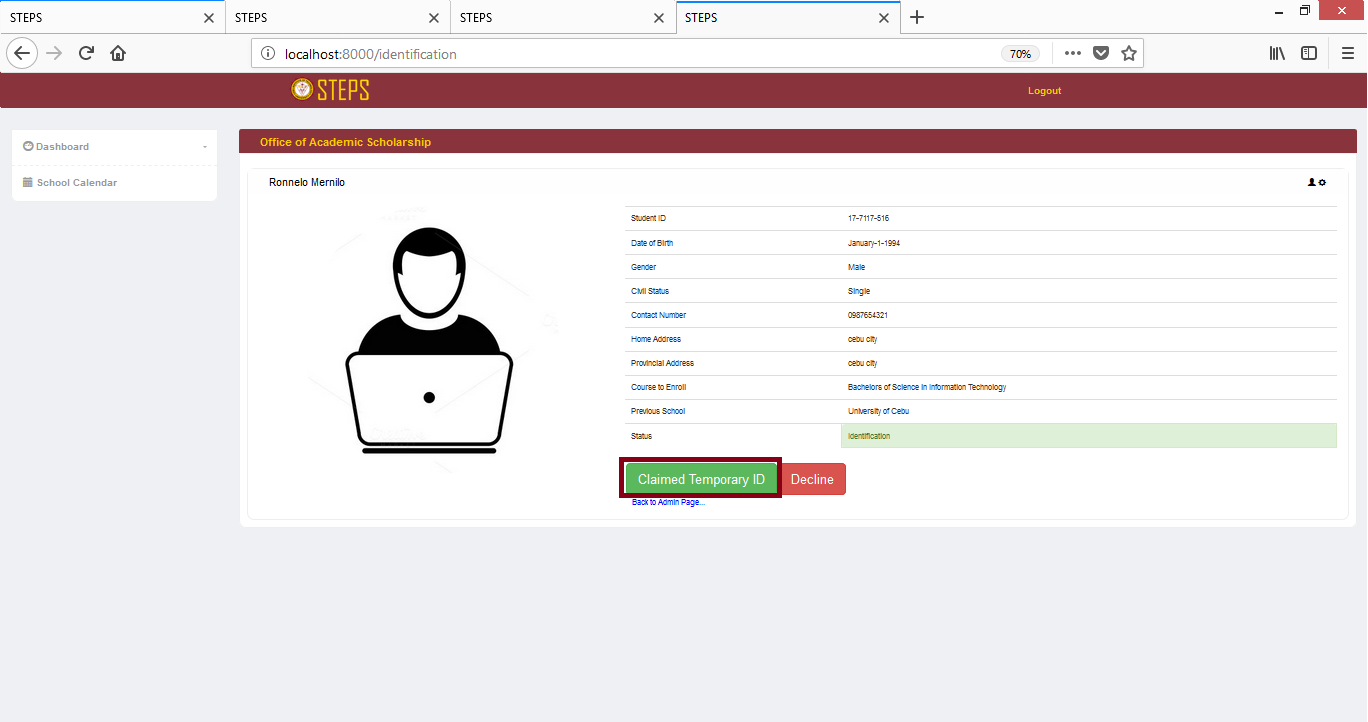 STEPS STEPS STEPS STEPS
localhost:8000/identification 70%
STEPS Logout
Dashboard
School Calendar
Office of Academic Scholarship
Ronnelo Mernilo
Student ID 17-7117-516
Date of Birth January-1-1994
Gender Male
Civil Status Single
Contact Number 0987654321
Home Address cebu city
Provincial Address cebu city
Course to Enroll Bachelors of Science in Information Technology
Previous School University of Cebu
Status Identification
Claimed Temporary ID Decline
Back to Admin Page...